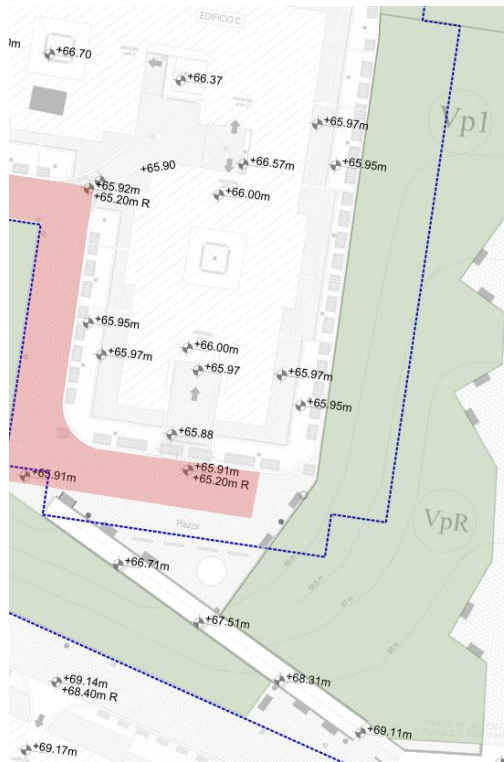 EDIFICIO C
0m
+66.70
+66.37
Vp1
+65.97m
+65.90
+66.57m
+65.95m
+65.92m
+65.20m R
+66.00m
+65.95m
+66.00m
+65.97m
+65.97
+65.97m
+65.95m
+65.88
+65.91m
+65.91m
+65.20m R
VpR
Piazza
+66.71m
+67.51m
+69.14m
+68.40m R
+68.31m
+69.11m
+69.17m